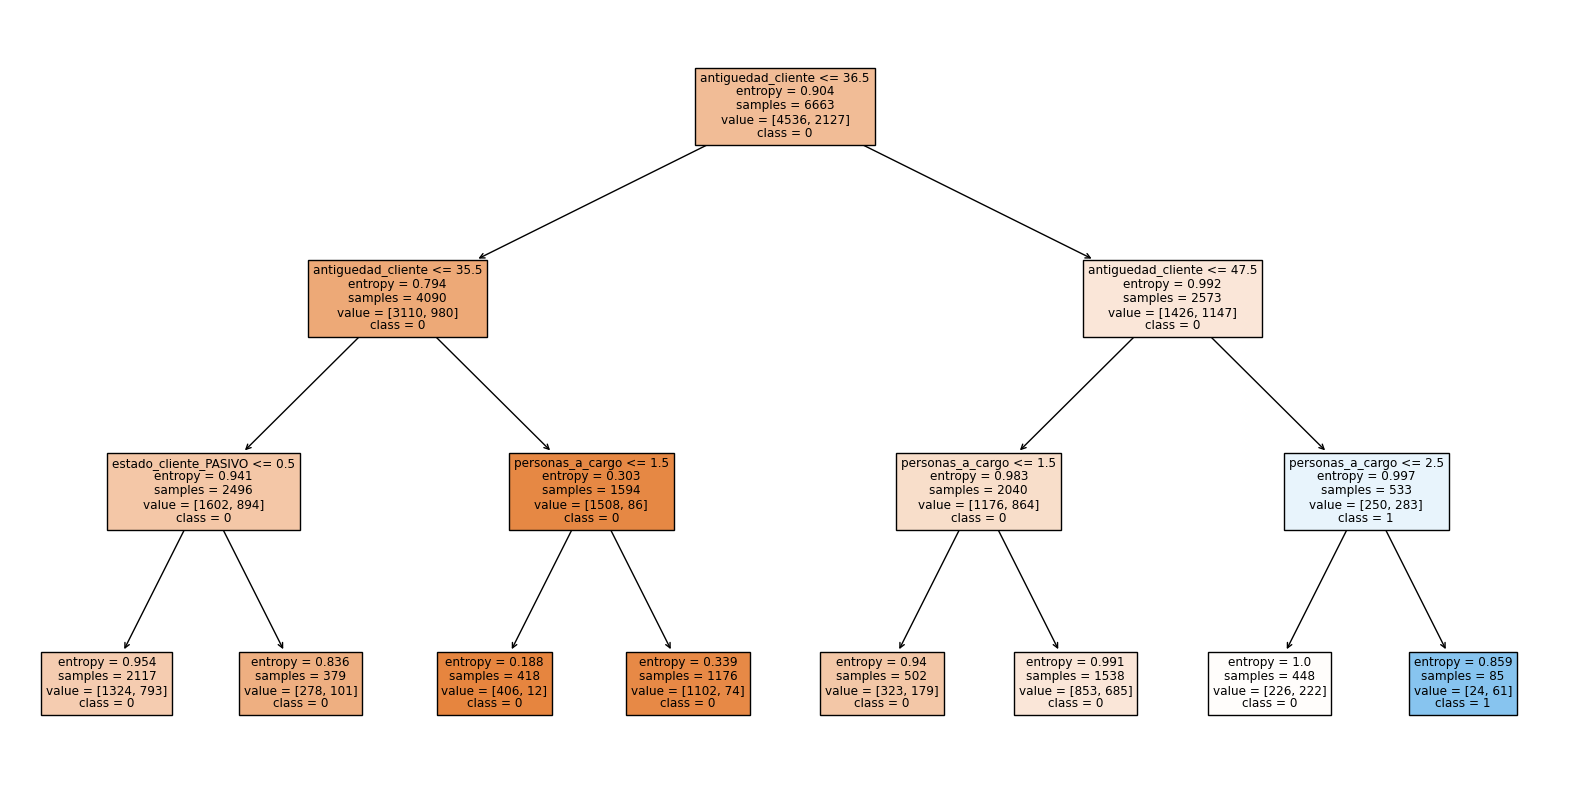 antiguedad_cliente <= 36.5
entropy = 0.904
samples = 6663
value = [4536, 2127]
class = 0
antiguedad_cliente <= 35.5
entropy = 0.794
samples = 4090
value = [3110, 980]
class = 0
antiguedad_cliente <= 47.5
entropy = 0.992
samples = 2573
value = [1426, 1147]
class = 0
estado_cliente_PASIVO <= 0.5
entropy = 0.941
samples = 2496
value = [1602, 894]
class = 0
personas_a_cargo <= 1.5
entropy = 0.303
samples = 1594
value = [1508, 86]
class = 0
personas_a_cargo <= 1.5
entropy = 0.983
samples = 2040
value = [1176, 864]
class = 0
personas_a_cargo <= 2.5
entropy = 0.997
samples = 533
value = [250, 283]
class = 1
entropy = 0.954
samples = 2117
value = [1324, 793]
class = 0
entropy = 0.836
samples = 379
value = [278, 101]
class = 0
entropy = 0.188
samples = 418
value = [406, 12]
class = 0
entropy = 0.339
samples = 1176
value = [1102, 74]
class = 0
entropy = 0.94
samples = 502
value = [323, 179]
class = 0
entropy = 0.991
samples = 1538
value = [853, 685]
class = 0
entropy = 1.0
samples = 448
value = [226, 222]
class = 0
entropy = 0.859
samples = 85
value = [24, 61]
class = 1